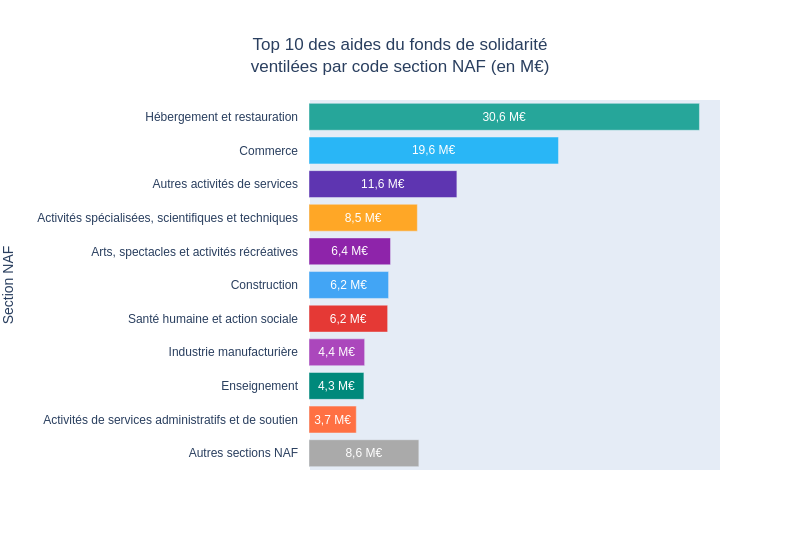 Top 10 des aides du fonds de solidarité
ventilées par code section NAF (en M€)
Section NAF
Hébergement et restauration 30,6 M€
Commerce 19,6 M€
Autres activités de services 11,6 M€
Activités spécialisées, scientifiques et techniques 8,5 M€
Arts, spectacles et activités récréatives 6,4 M€
Construction 6,2 M€
Santé humaine et action sociale 6,2 M€
Industrie manufacturière 4,4 M€
Enseignement 4,3 M€
Activités de services administratifs et de soutien 3,7 M€
Autres sections NAF 8,6 M€